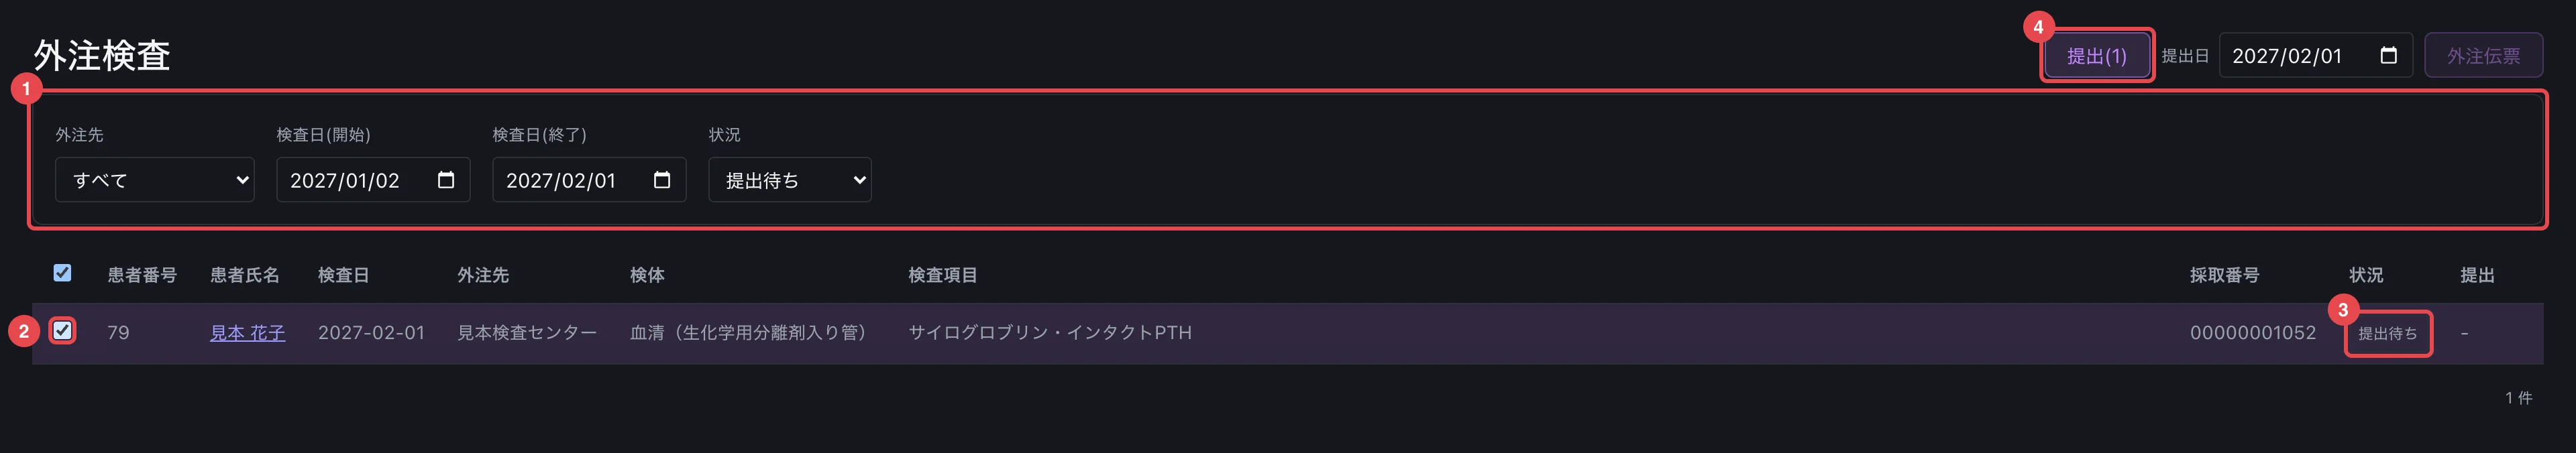 外注検査
4
提出(1)
提出日
2027/02/01
外注伝票
1
外注先
検査日(開始)
検査日(終了)
状況
すべて
2027/01/02
2027/02/01
提出待ち
患者番号
患者氏名
検査日
外注先
検体
検査項目
採取番号
状況
提出
2
79
見本 花子
2027-02-01
見本検査センター
血清（生化学用分離剤入り管）
サイログロブリン・インタクトPTH
00000001052
3
提出待ち
-
1 件